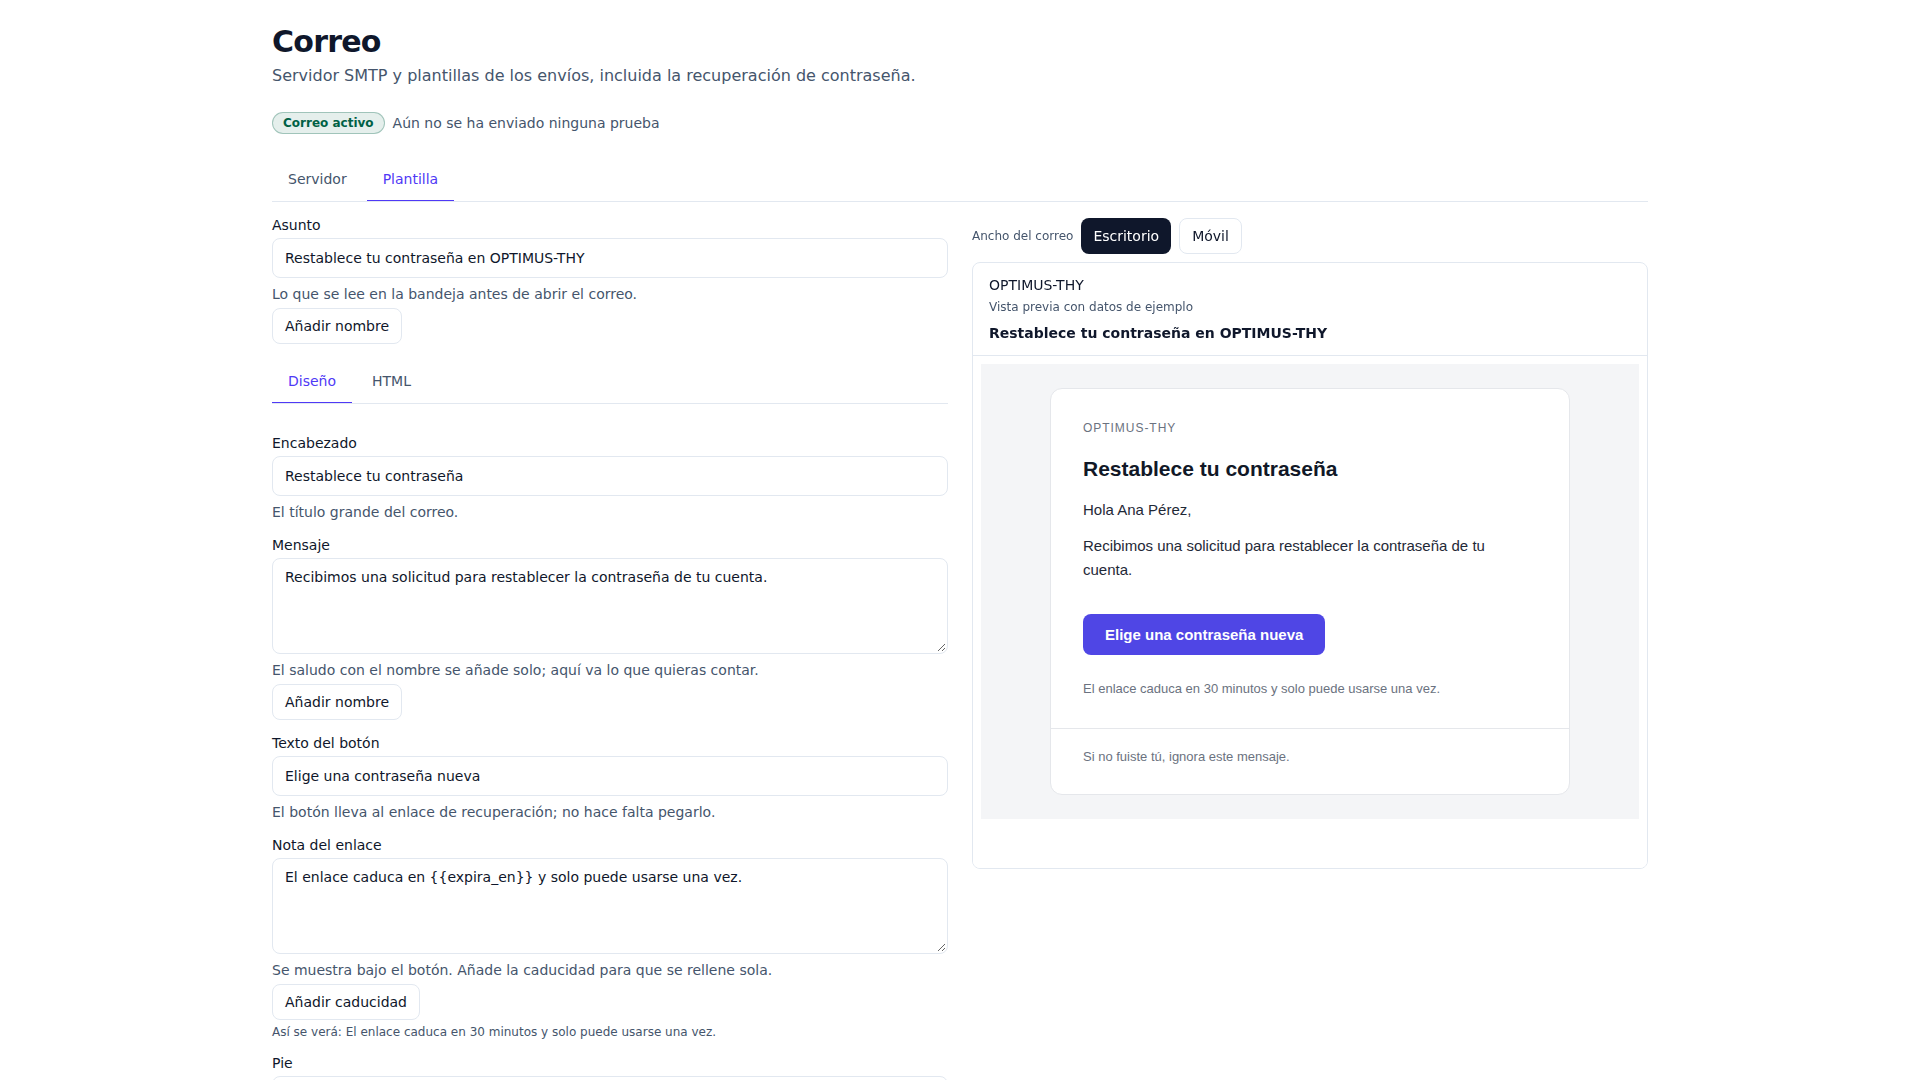 Correo
Servidor SMTP y plantillas de los envíos, incluida la recuperación de contraseña.
Correo activo Aún no se ha enviado ninguna prueba
Servidor Plantilla
Asunto
Restablece tu contraseña en OPTIMUS-THY
Lo que se lee en la bandeja antes de abrir el correo.
Añadir nombre
Diseño HTML
Encabezado
Restablece tu contraseña
El título grande del correo.
Mensaje
Recibimos una solicitud para restablecer la contraseña de tu cuenta.
El saludo con el nombre se añade solo; aquí va lo que quieras contar.
Añadir nombre
Texto del botón
Elige una contraseña nueva
El botón lleva al enlace de recuperación; no hace falta pegarlo.
Nota del enlace
El enlace caduca en {{expira_en}} y solo puede usarse una vez.
Se muestra bajo el botón. Añade la caducidad para que se rellene sola.
Añadir caducidad
Así se verá: El enlace caduca en 30 minutos y solo puede usarse una vez.
Pie
Ancho del correo Escritorio Móvil
OPTIMUS-THY
Vista previa con datos de ejemplo
Restablece tu contraseña en OPTIMUS-THY
OPTIMUS-THY
Restablece tu contraseña
Hola Ana Pérez,
Recibimos una solicitud para restablecer la contraseña de tu
cuenta.
Elige una contraseña nueva
El enlace caduca en 30 minutos y solo puede usarse una vez.
Si no fuiste tú, ignora este mensaje.